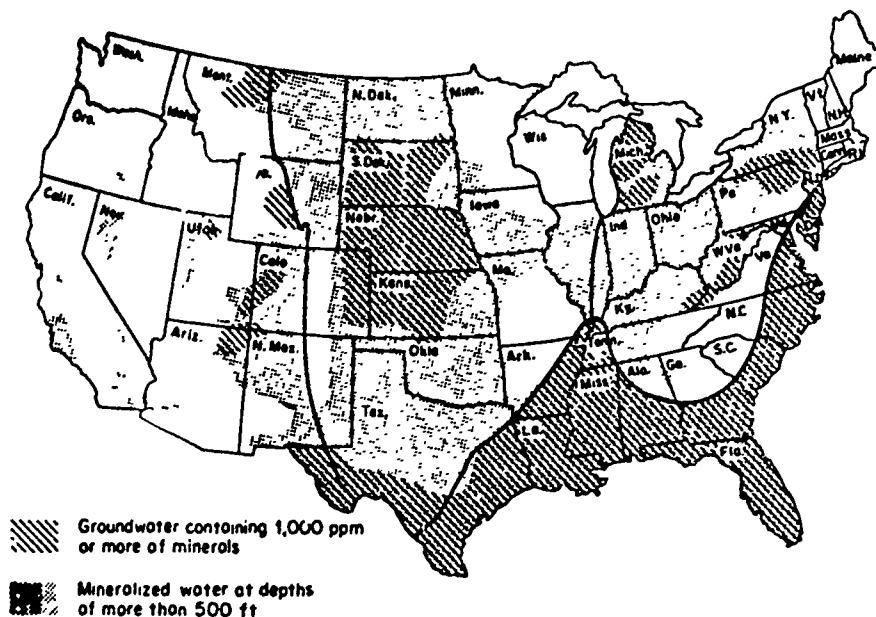 Wash.
Mont.
N.Dak.
Minn.
Maine
Ore.
Idaho
Wis
Mich.
N.Y.
Vt.
N.H.
Mass
Conn.
R.I.
S.Dak.
Iowa
Pa
Calif.
Nev.
Utah
Nebr.
Ind
Ohio
W.Va
Va.
Colo
Kans.
Mo.
Ky.
N.C.
Ariz.
N. Mex.
Okla
Ark.
Tenn.
S.C.
Miss.
Ala.
Ga.
Tex.
La.
Fla.
Groundwater containing 1,000 ppm
or more of minerals
Mineralized water at depths
of more than 500 ft